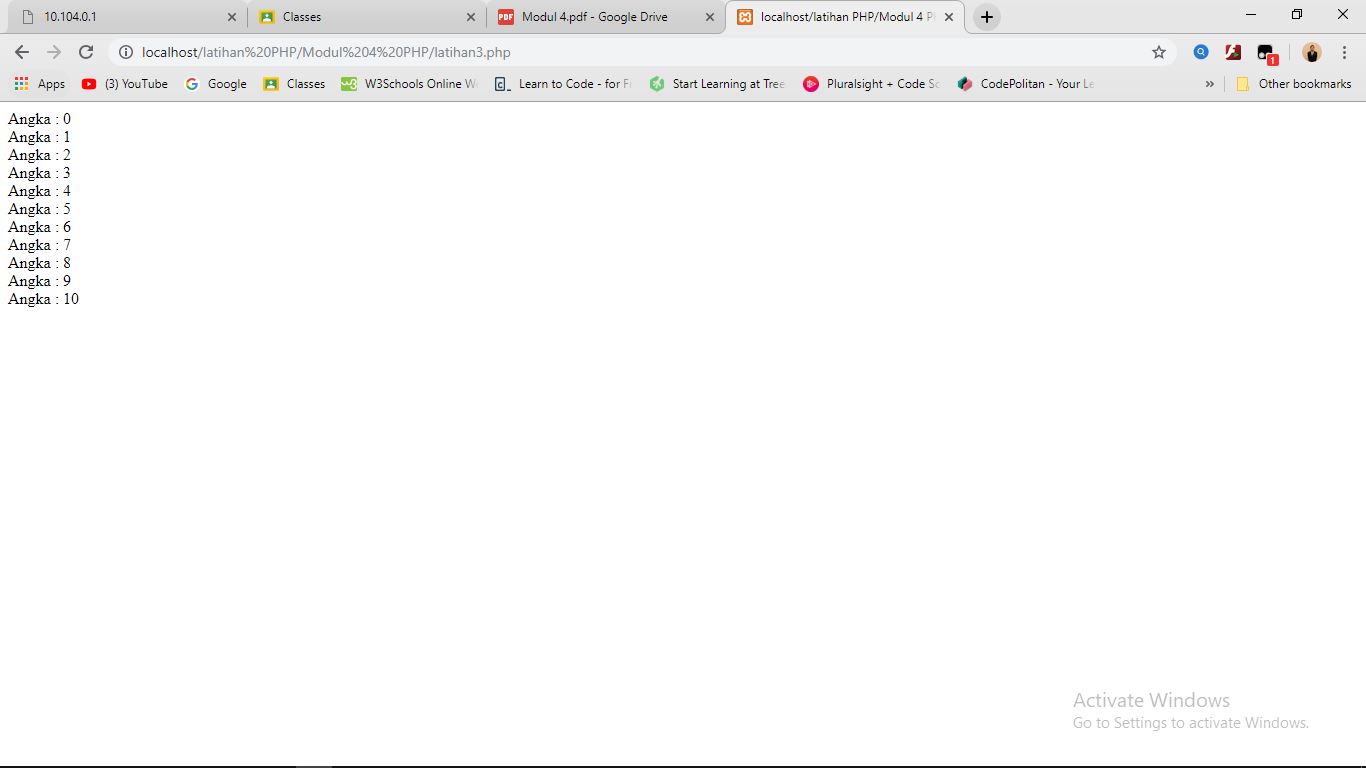 10.104.0.1
Classes
Modul 4.pdf - Google Drive
localhost/latihan PHP/Modul 4 P
localhost/latihan%20PHP/Modul%204%20PHP/latihan3.php
1
Apps
(3) YouTube
Google
Classes
W3Schools Online W
Learn to Code - for F
Start Learning at Tree
Pluralsight + Code Sc
CodePolitan - Your Le
»
Other bookmarks
Angka : 0
Angka : 1
Angka : 2
Angka : 3
Angka : 4
Angka : 5
Angka : 6
Angka : 7
Angka : 8
Angka : 9
Angka : 10
Activate Windows
Go to Settings to activate Windows.